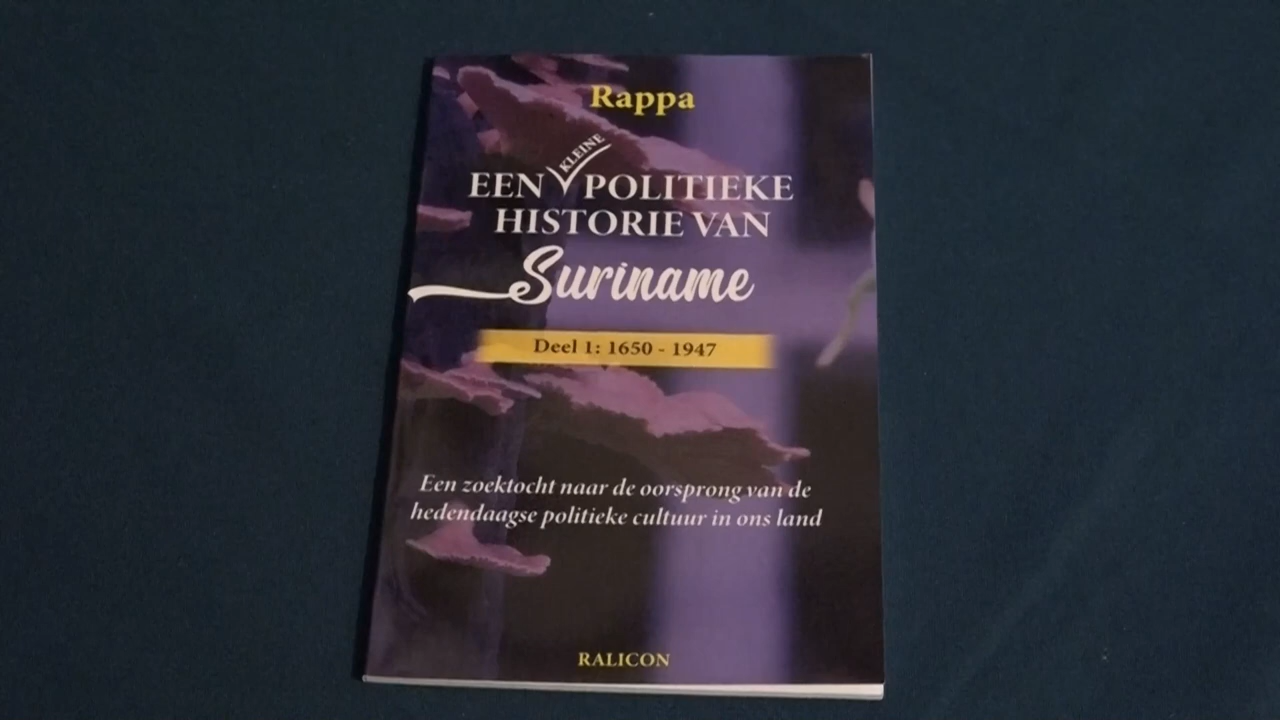 Rappa
KLEINE
EEN POLITIEKE
HISTORIE VAN
Suriname
Deel 1: 1650 - 1947
Een zoektocht naar de oorsprong van de
hedendaagse politieke cultuur in ons land
RALICON